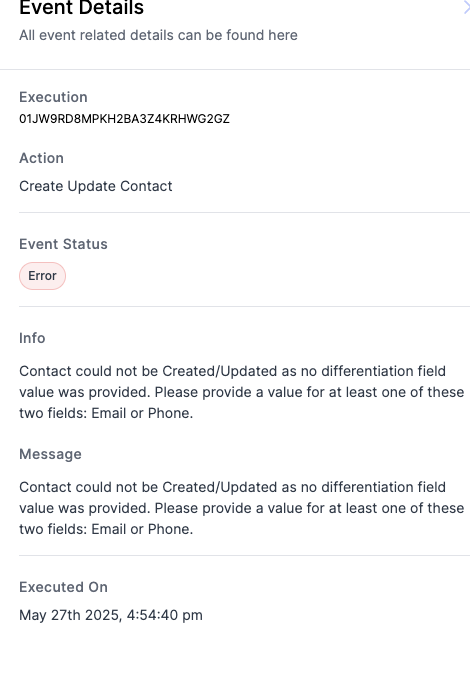 Event Details
All event related details can be found here
Execution
01JW9RD8MPKH2BA3Z4KRHWG2GZ
Action
Create Update Contact
Event Status
Error
Info
Contact could not be Created/Updated as no differentiation field
value was provided. Please provide a value for at least one of these
two fields: Email or Phone.
Message
Contact could not be Created/Updated as no differentiation field
value was provided. Please provide a value for at least one of these
two fields: Email or Phone.
Executed On
May 27th 2025, 4:54:40 pm